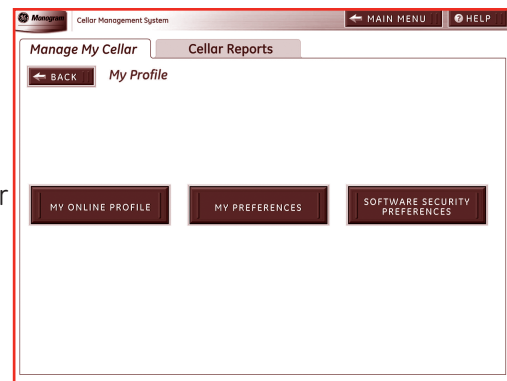 Monogram Cellar Management System ← MAIN MENU ? HELP
Manage My Cellar Cellar Reports
← BACK My Profile
r
MY ONLINE PROFILE MY PREFERENCES SOFTWARE SECURITY
PREFERENCES